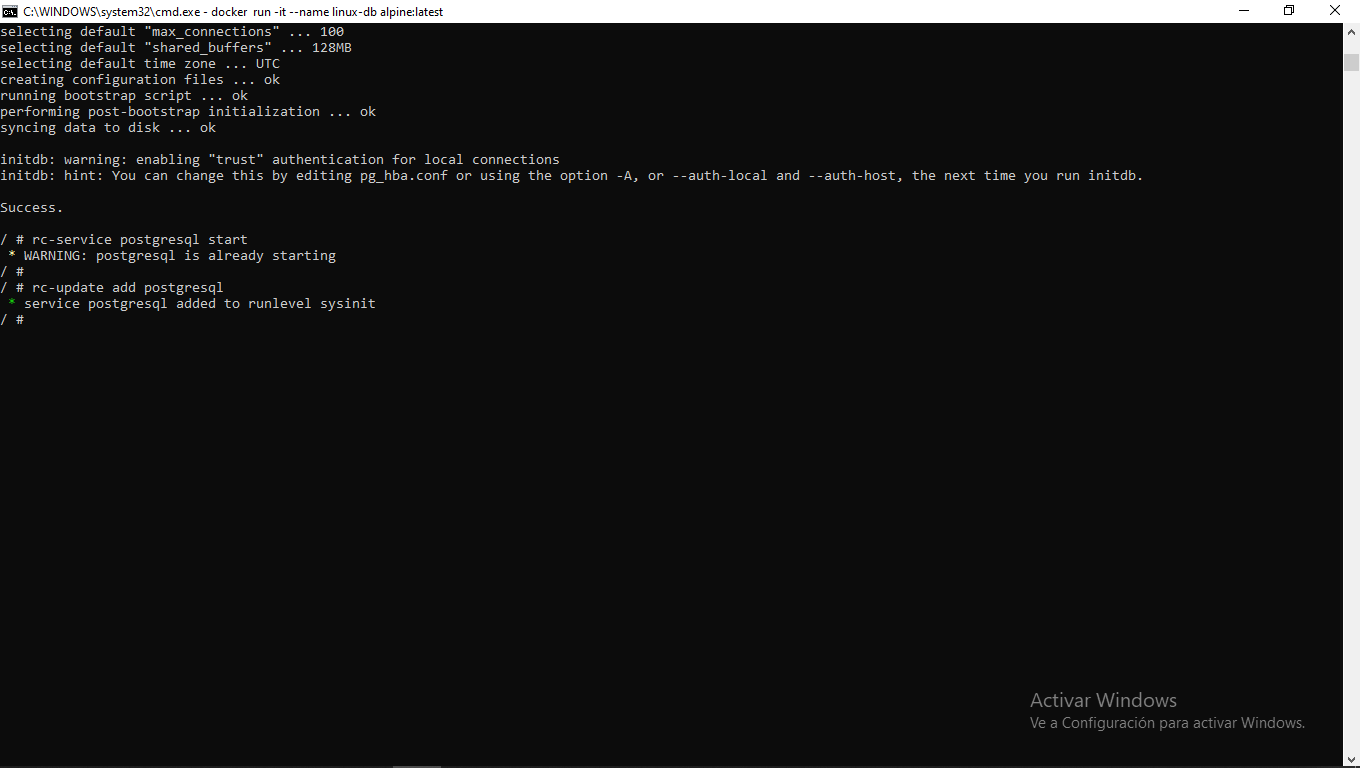 C:\WINDOWS\system32\cmd.exe - docker  run -it --name linux-db alpine:latest
selecting default "max_connections" ... 100
selecting default "shared_buffers" ... 128MB
selecting default time zone ... UTC
creating configuration files ... ok
running bootstrap script ... ok
performing post-bootstrap initialization ... ok
syncing data to disk ... ok
initdb: warning: enabling "trust" authentication for local connections
initdb: hint: You can change this by editing pg_hba.conf or using the option -A, or --auth-local and --auth-host, the next time you run initdb.
Success.
/ # rc-service postgresql start
 * WARNING: postgresql is already starting
/ #
/ # rc-update add postgresql
 * service postgresql added to runlevel sysinit
/ #
Activar Windows
Ve a Configuración para activar Windows.